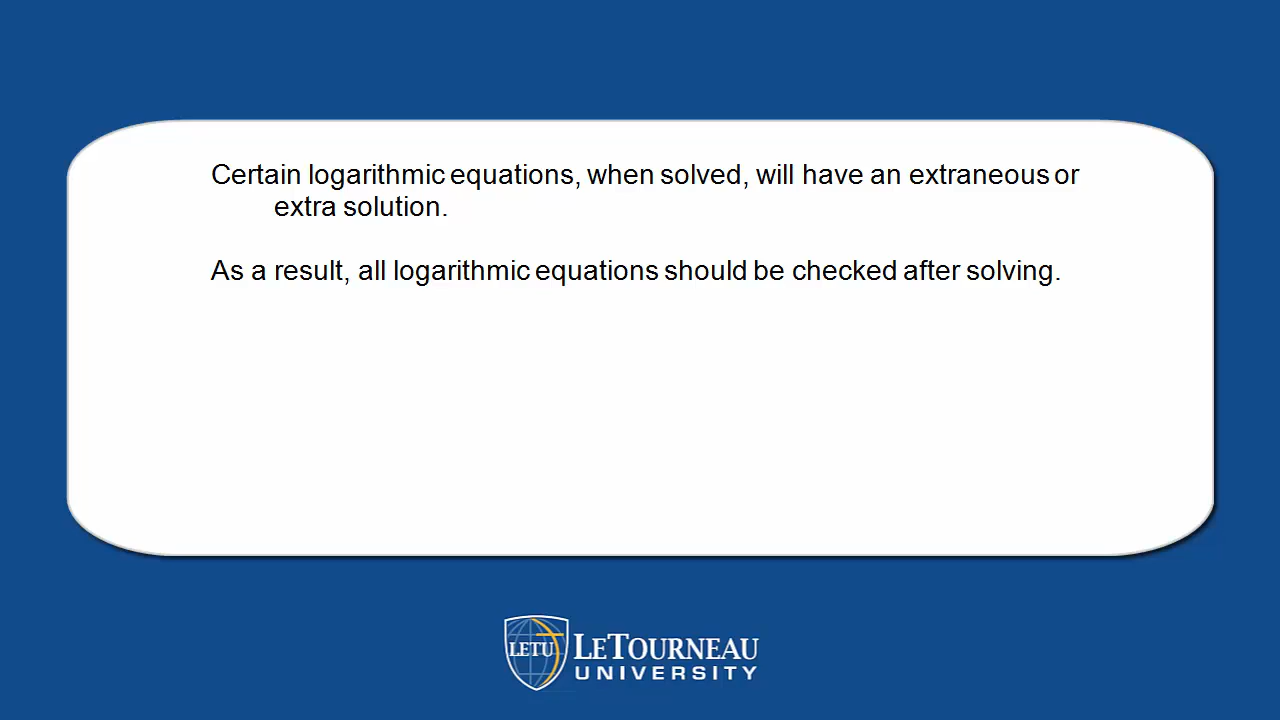 Certain logarithmic equations, when solved, will have an extraneous or
extra solution.
As a result, all logarithmic equations should be checked after solving.
LETU
LETOURNEAU
UNIVERSITY